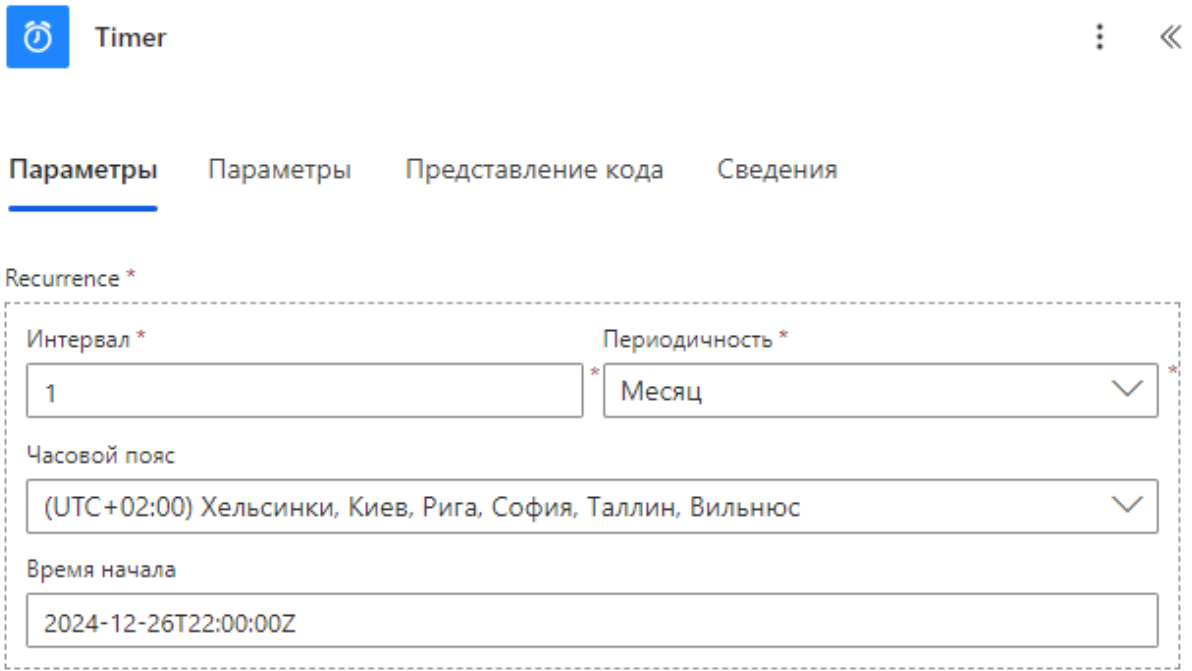 Timer
Параметры Параметры Представление кода Сведения
Recurrence *
Интервал * Периодичность *
1 * Месяц *
Часовой пояс
(UTC+02:00) Хельсинки, Киев, Рига, София, Таллин, Вильнюс
Время начала
2024-12-26T22:00:00Z